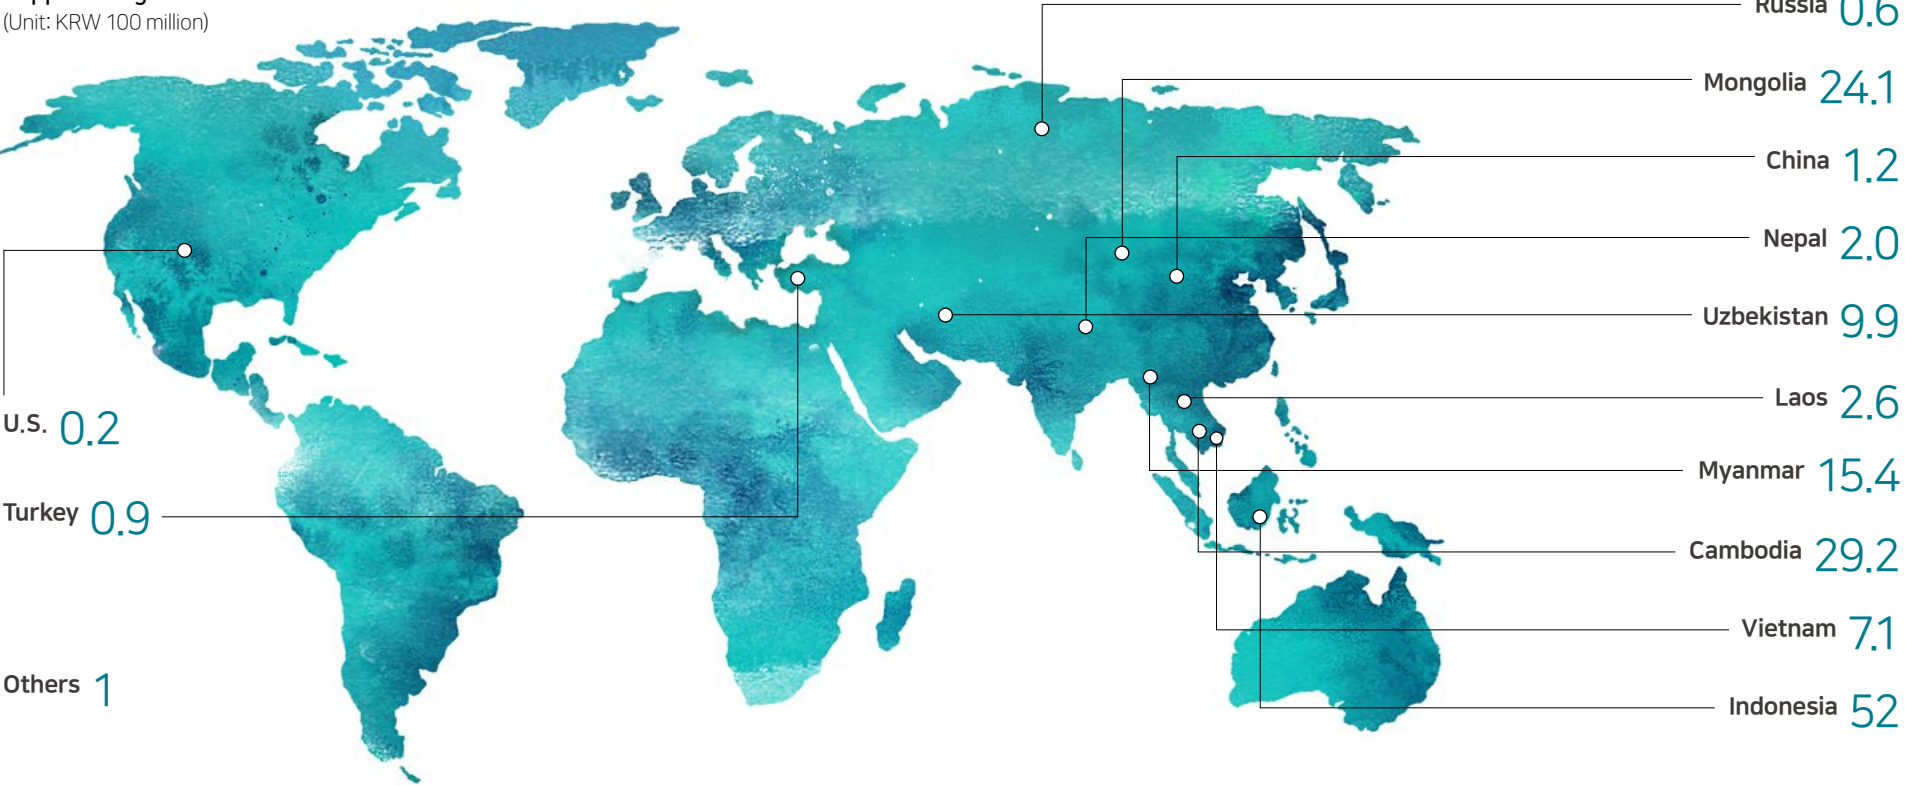 (Unit: KRW 100 million)
Russia 0.6
Mongolia 24.1
China 1.2
Nepal 2.0
Uzbekistan 9.9
Laos 2.6
Myanmar 15.4
Cambodia 29.2
Vietnam 7.1
Indonesia 52
U.S. 0.2
Turkey 0.9
Others 1